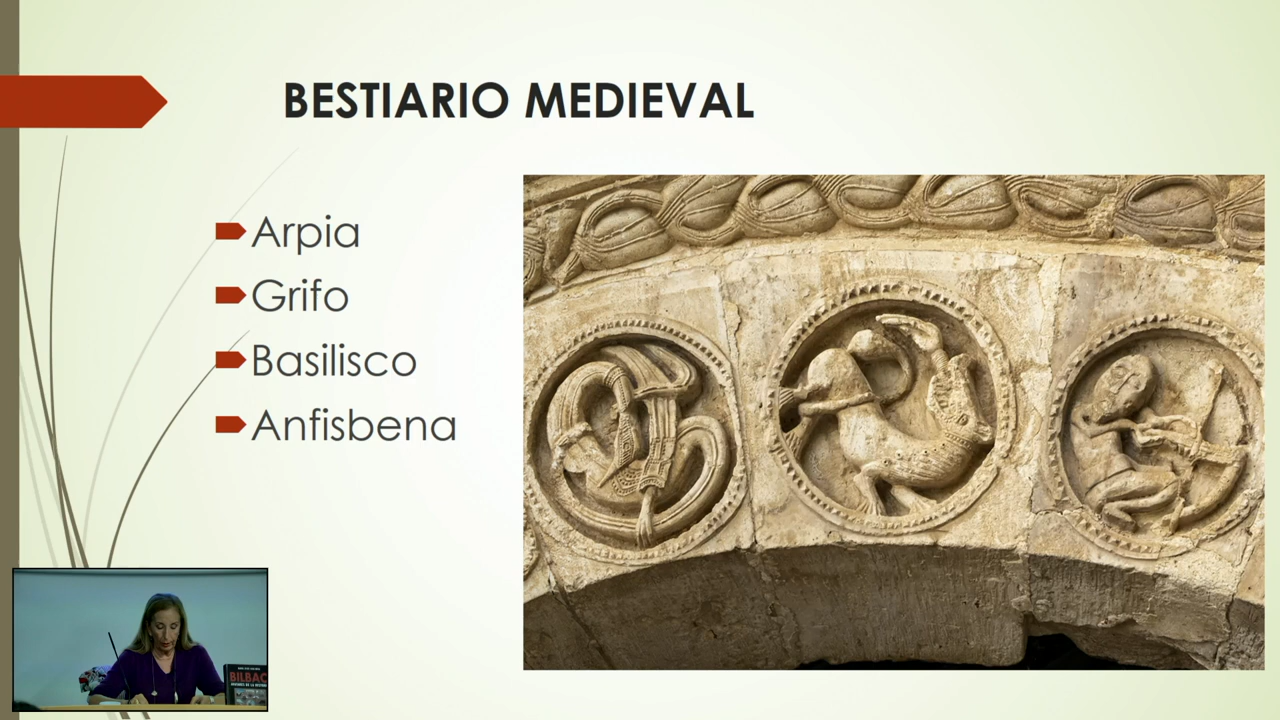 BESTIARIO MEDIEVAL
Arpia
Grifo
Basilisco
Anfisbena
BILBAO